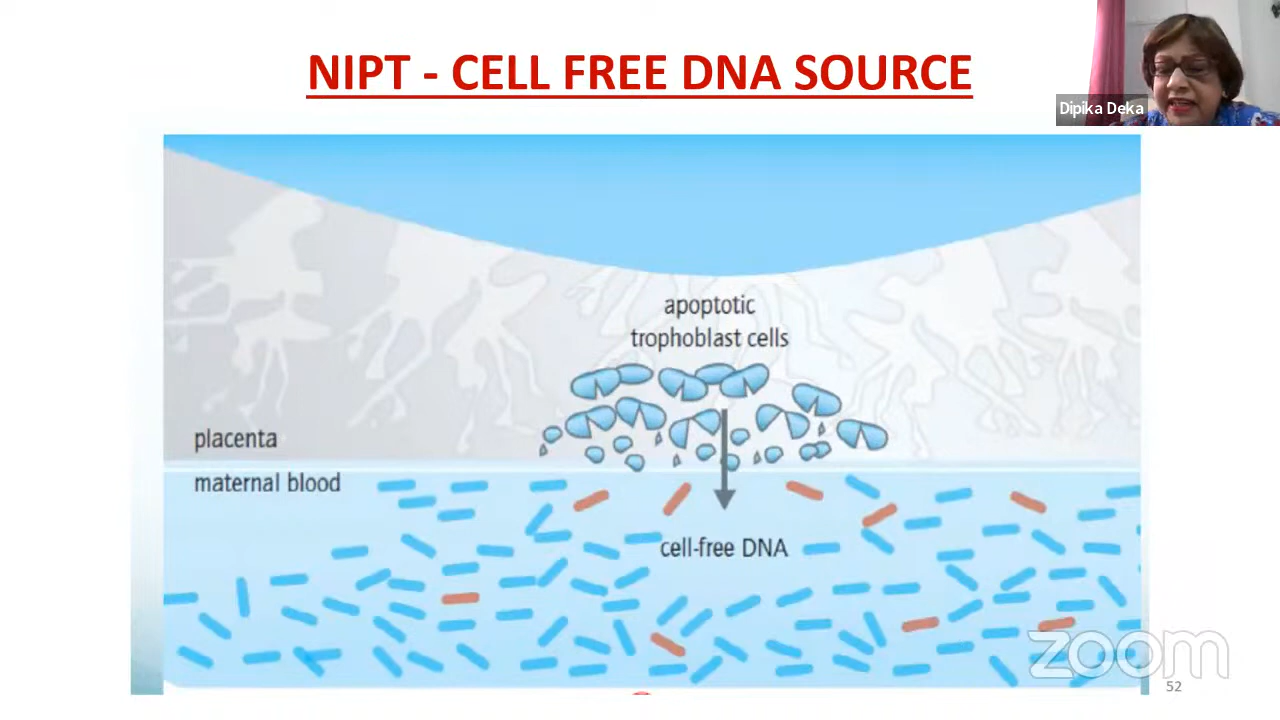 NIPT - CELL FREE DNA SOURCE
Dipika Deka
apoptotic
trophoblast cells
placenta
maternal blood
cell-free DNA
zoom
52